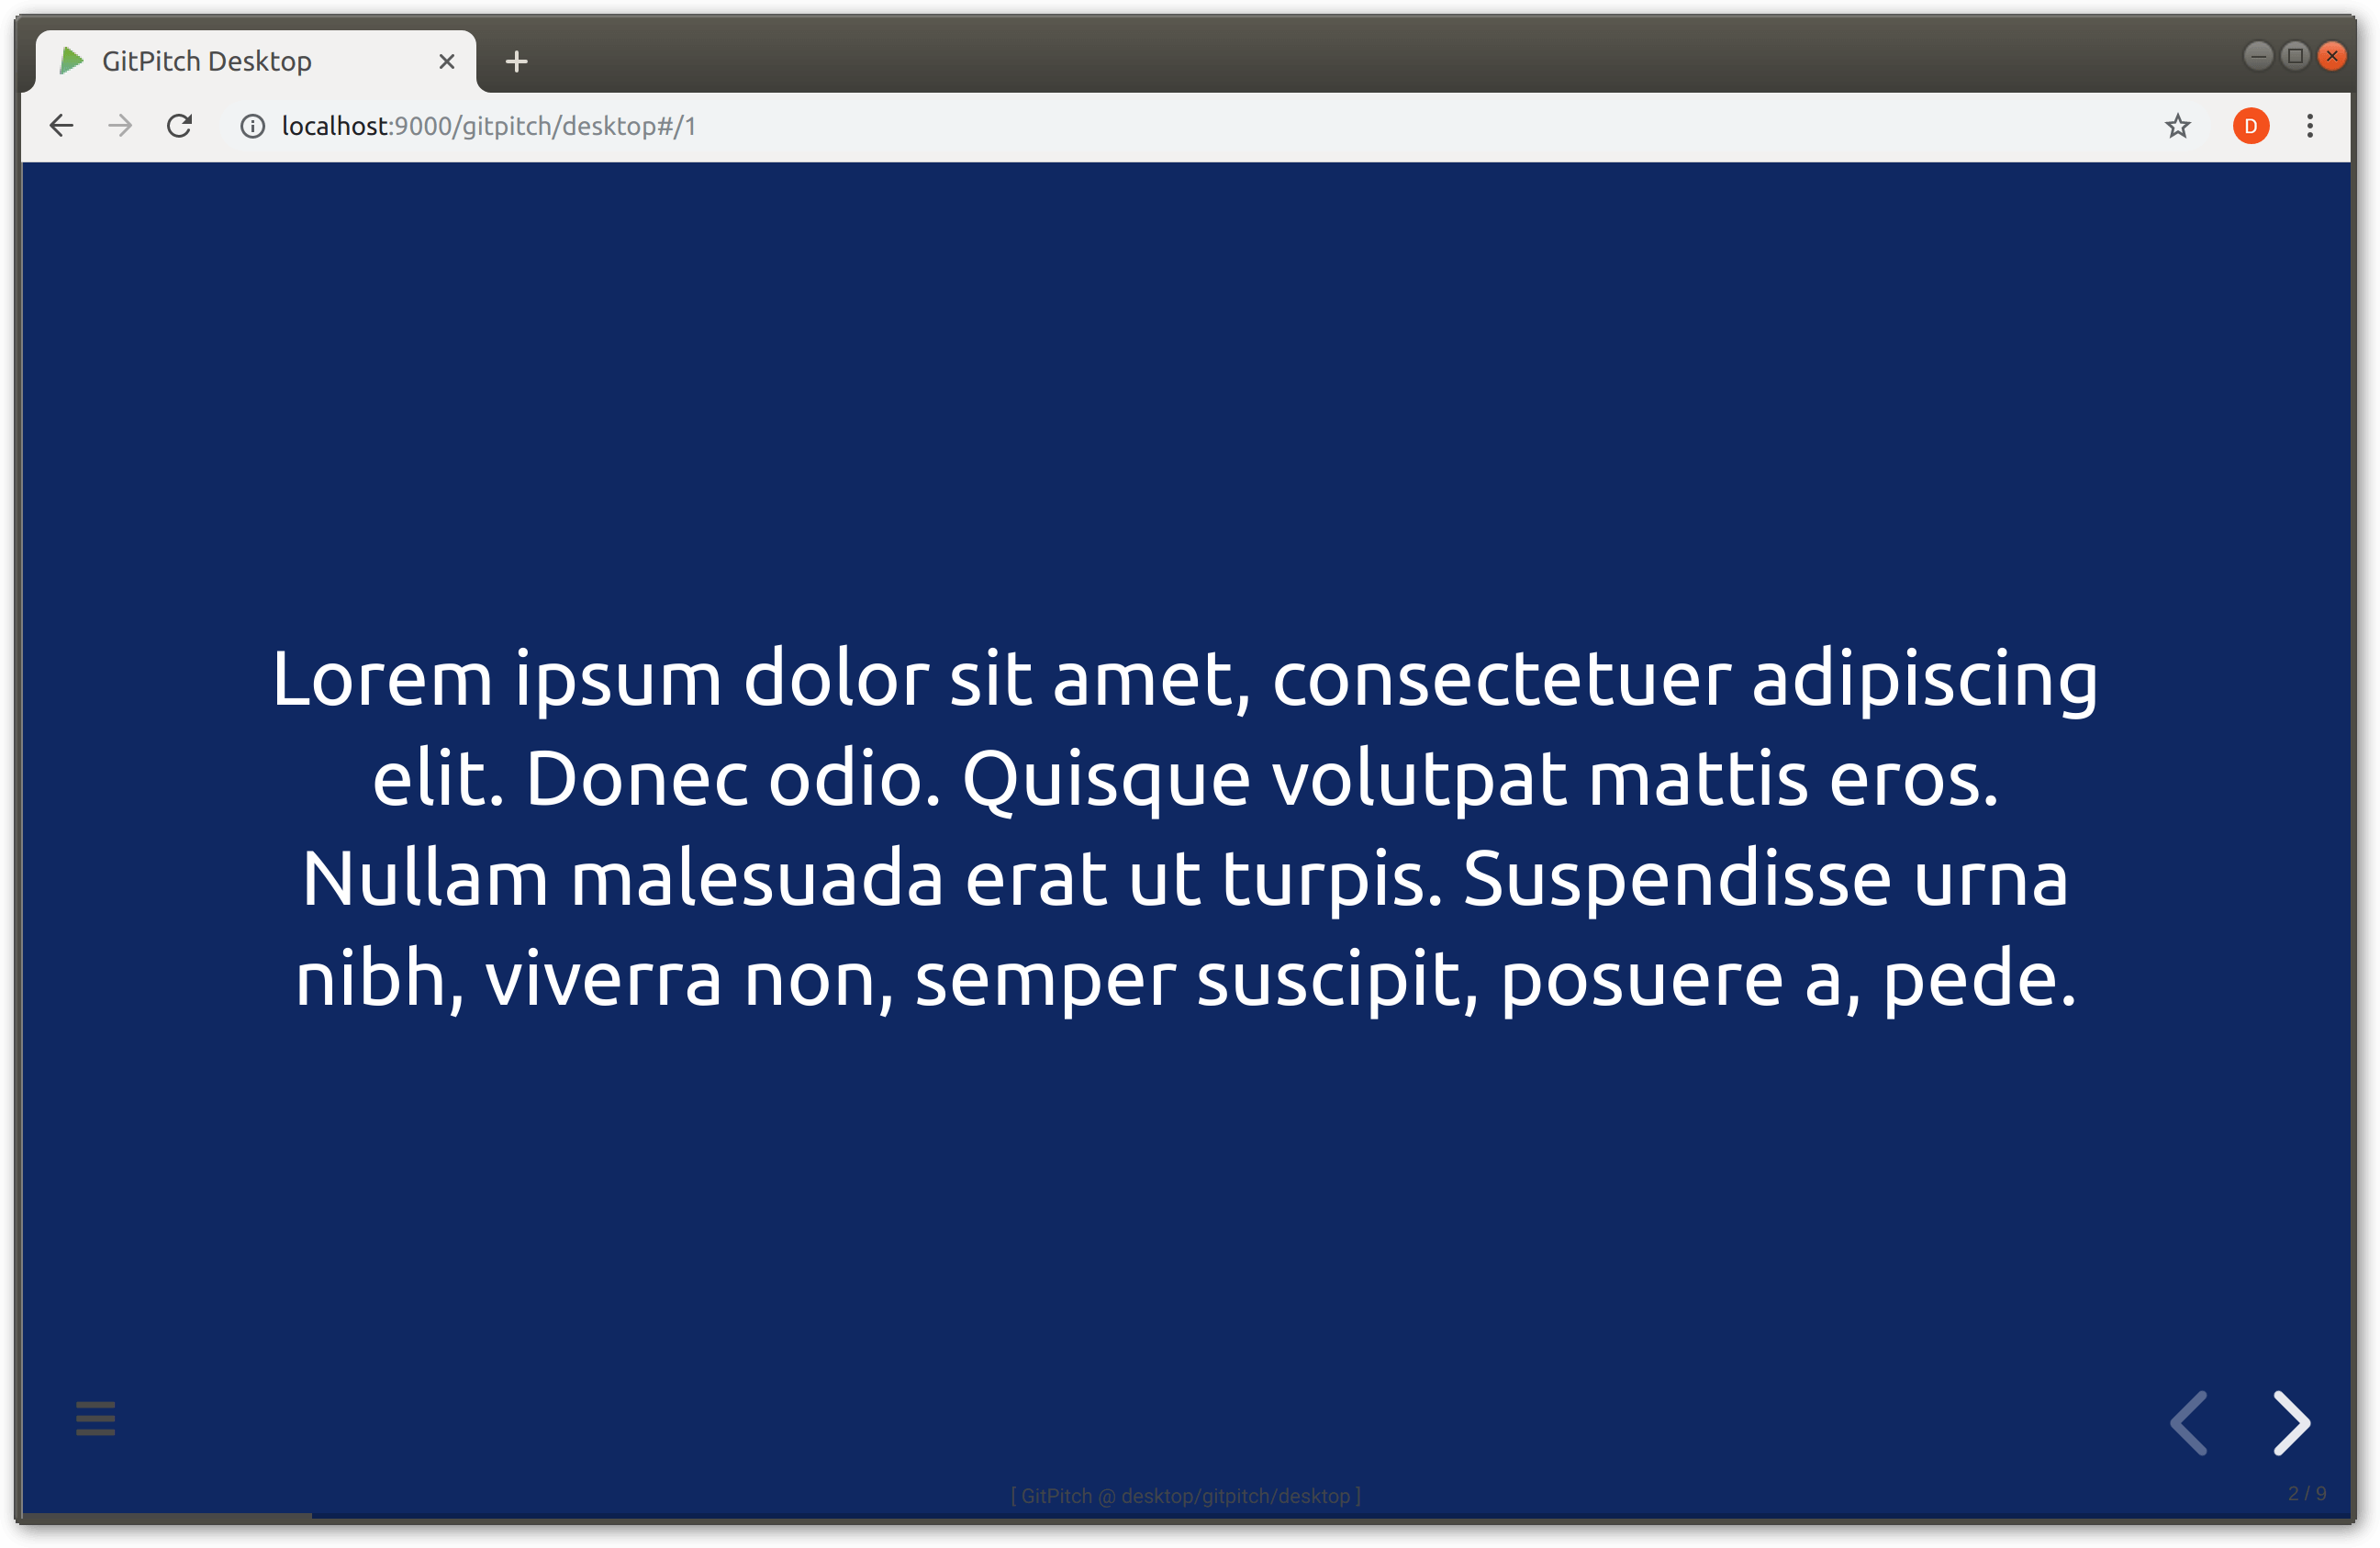 GitPitch Desktop
localhost:9000/gitpitch/desktop#/1
D
Lorem ipsum dolor sit amet, consectetuer adipiscing
elit. Donec odio. Quisque volutpat mattis eros.
Nullam malesuada erat ut turpis. Suspendisse urna
nibh, viverra non, semper suscipit, posuere a, pede.
[ GitPitch @ desktop/gitpitch/desktop ]
2 / 9